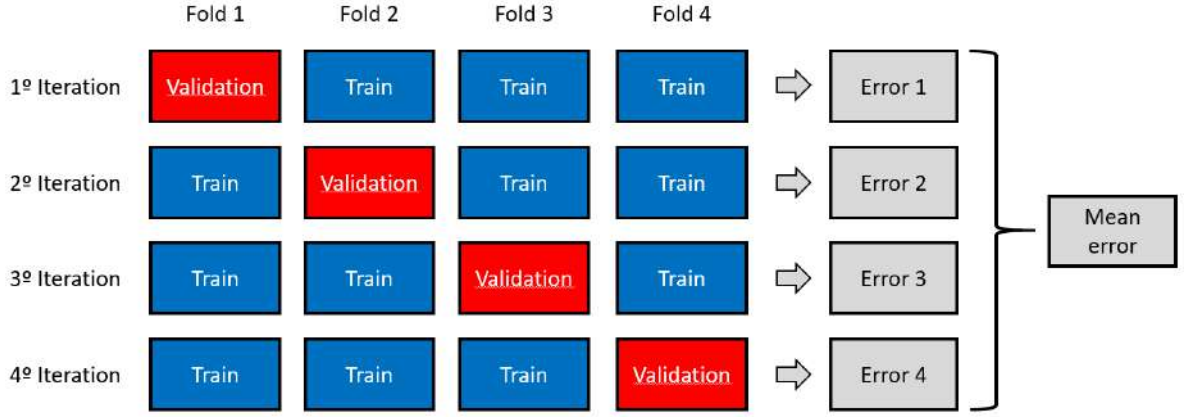 Fold 1 Fold 2 Fold 3 Fold 4
1º Iteration Validation Train Train Train Error 1
2º Iteration Train Validation Train Train Error 2
Mean
error
3º Iteration Train Train Validation Train Error 3
4º Iteration Train Train Train Validation Error 4